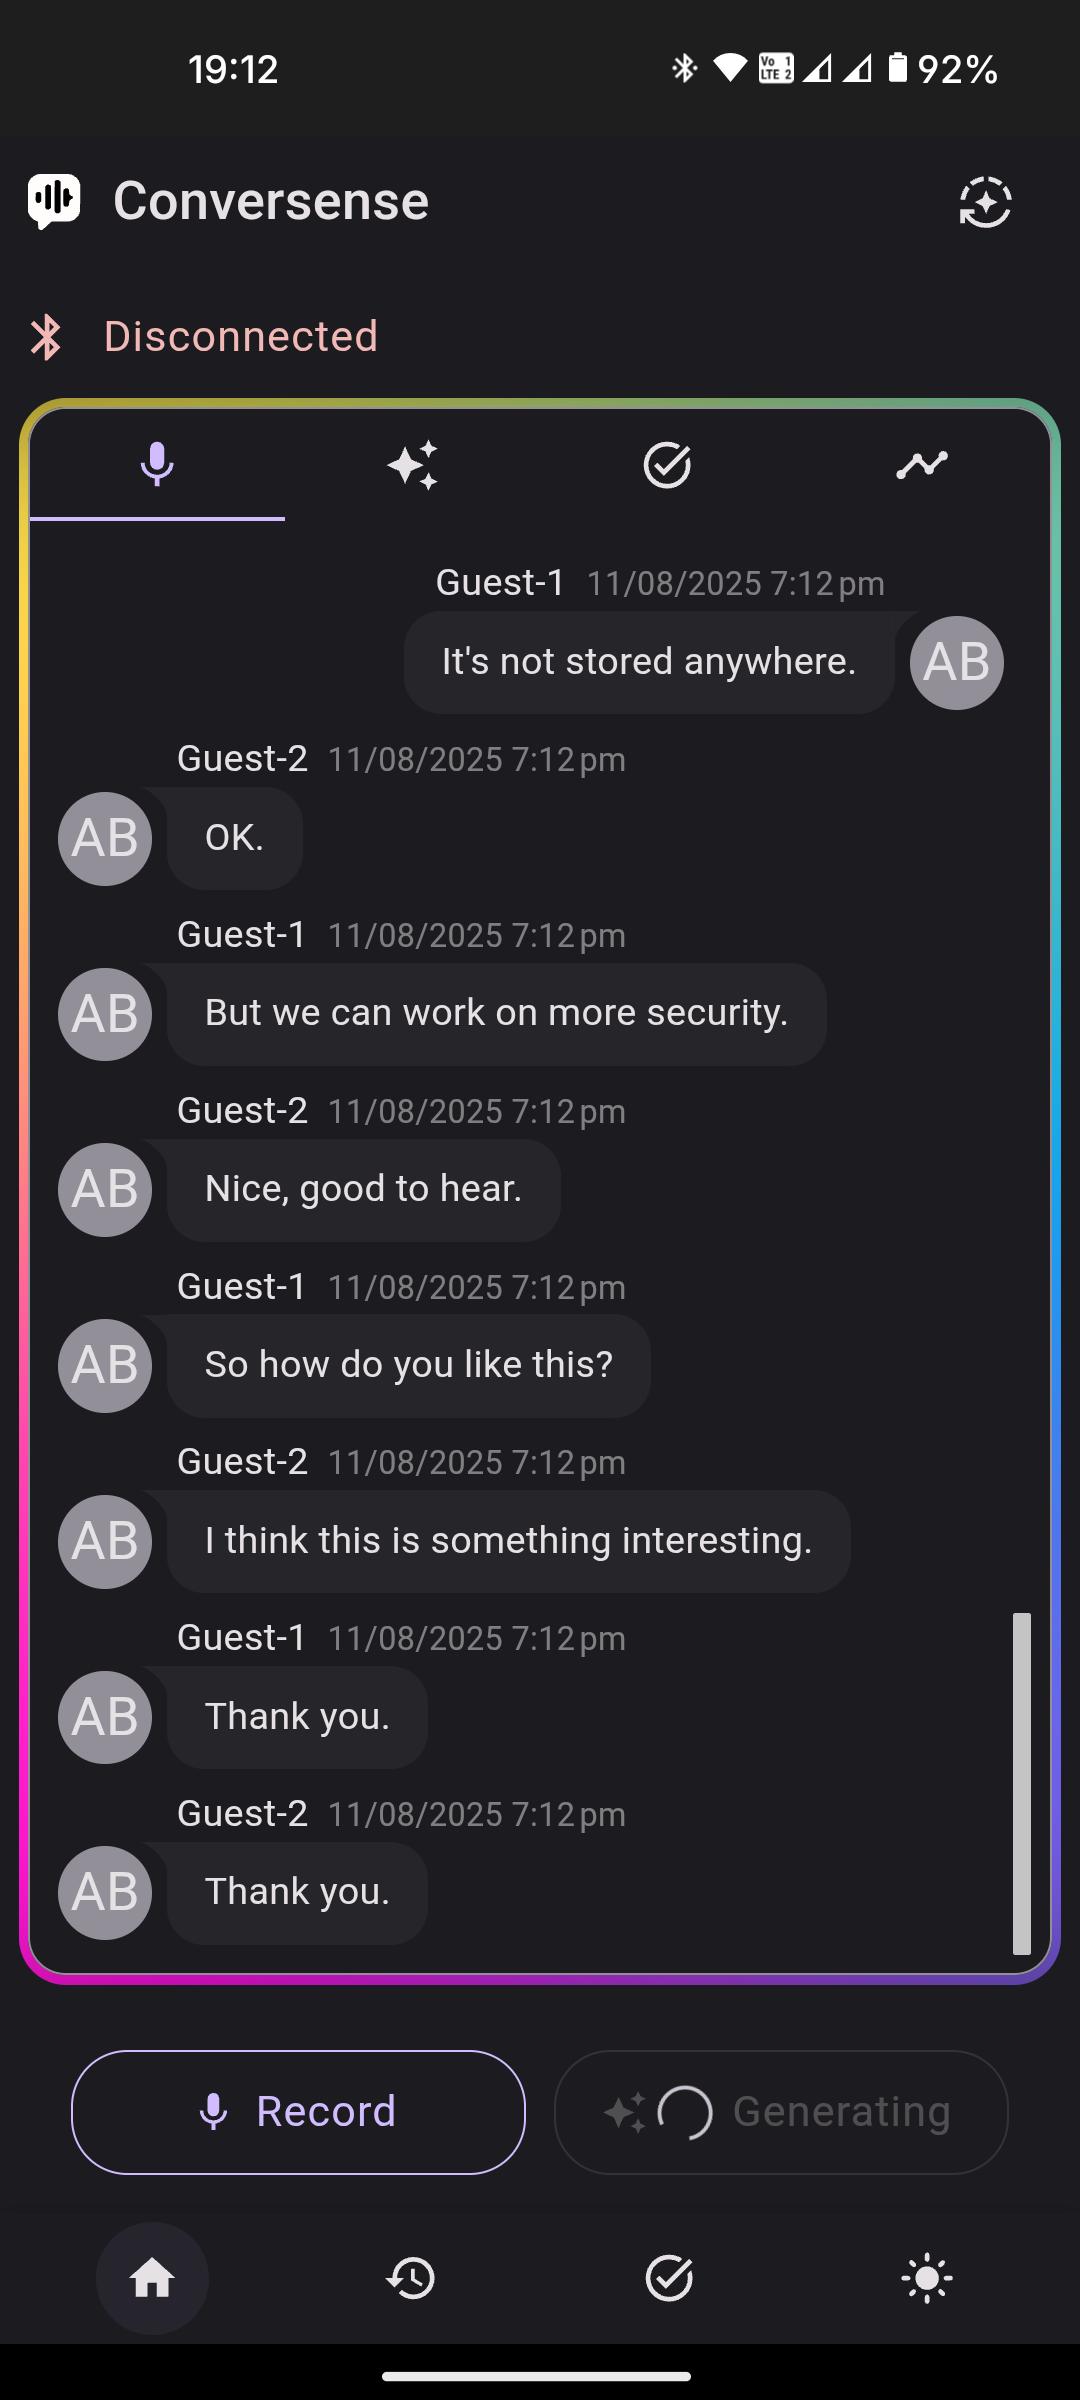 19:12
Vo 1
LTE 2
92%
Conversense
Disconnected
Guest-1 11/08/2025 7:12 pm
It's not stored anywhere.
AB
Guest-2 11/08/2025 7:12 pm
AB
OK.
Guest-1 11/08/2025 7:12 pm
AB
But we can work on more security.
Guest-2 11/08/2025 7:12 pm
AB
Nice, good to hear.
Guest-1 11/08/2025 7:12 pm
AB
So how do you like this?
Guest-2 11/08/2025 7:12 pm
AB
I think this is something interesting.
Guest-1 11/08/2025 7:12 pm
AB
Thank you.
Guest-2 11/08/2025 7:12 pm
AB
Thank you.
Record
Generating